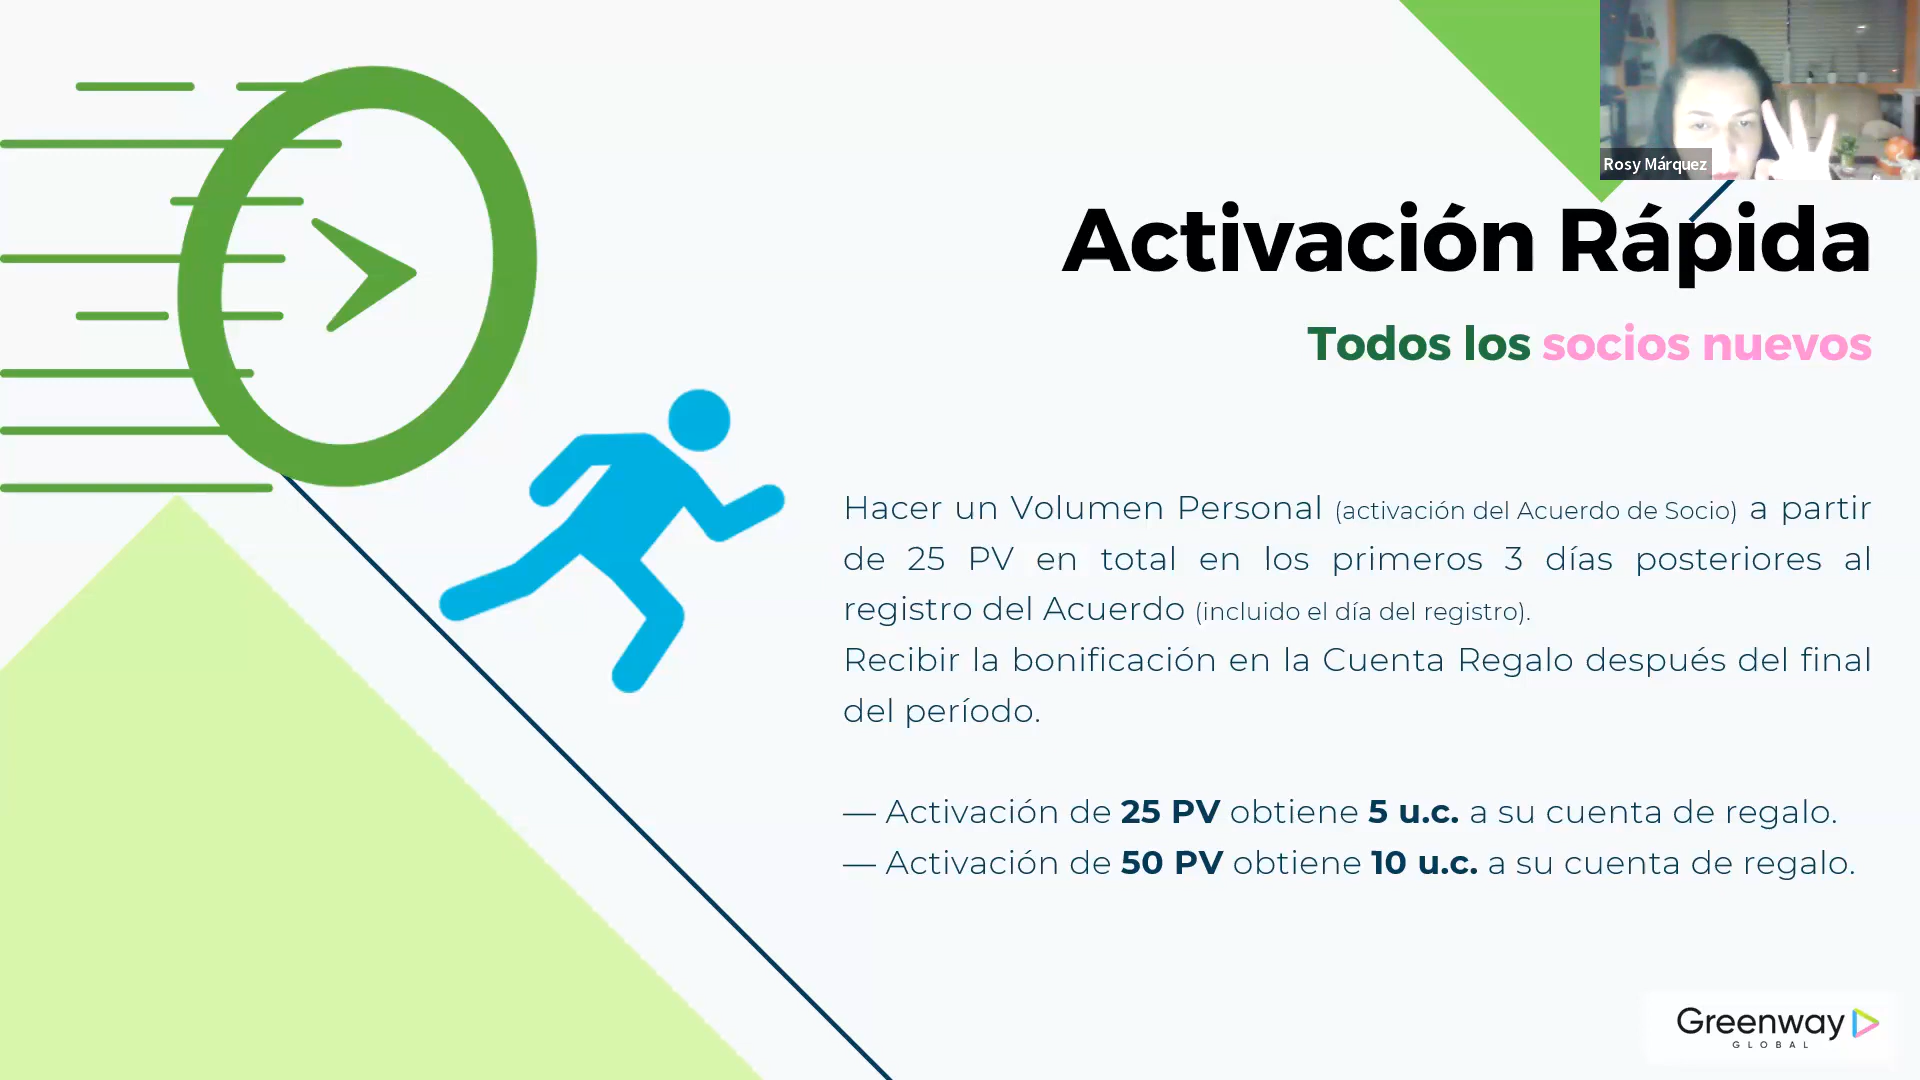 Rosy Márquez
Activación Rápida
Todos los socios nuevos
Hacer un Volumen Personal (activación del Acuerdo de Socio) a partir
de 25 PV en total en los primeros 3 días posteriores al
registro del Acuerdo (incluido el día del registro).
Recibir la bonificación en la Cuenta Regalo después del final
del período.
— Activación de 25 PV obtiene 5 u.c. a su cuenta de regalo.
— Activación de 50 PV obtiene 10 u.c. a su cuenta de regalo.
Greenway
GLOBAL